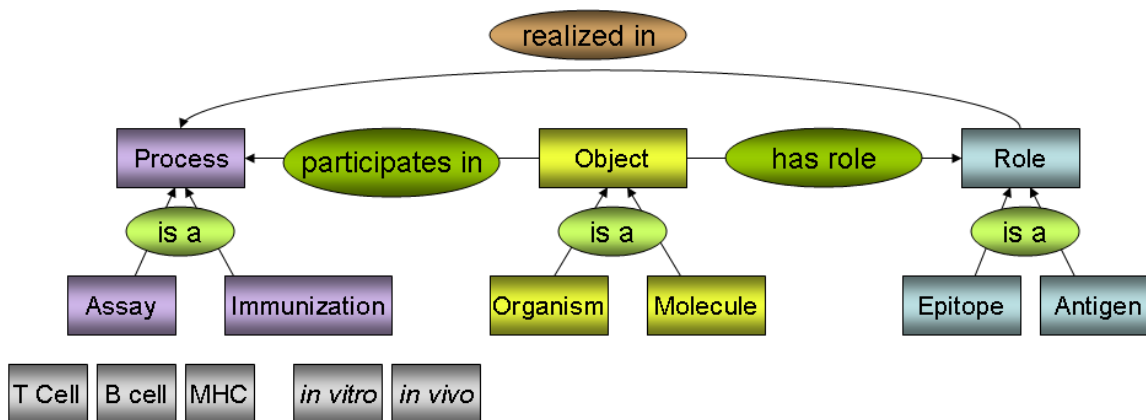 realized in
Process
participates in
Object
has role
Role
is a
is a
is a
Assay
Immunization
Organism
Molecule
Epitope
Antigen
T Cell
B cell
MHC
in vitro
in vivo